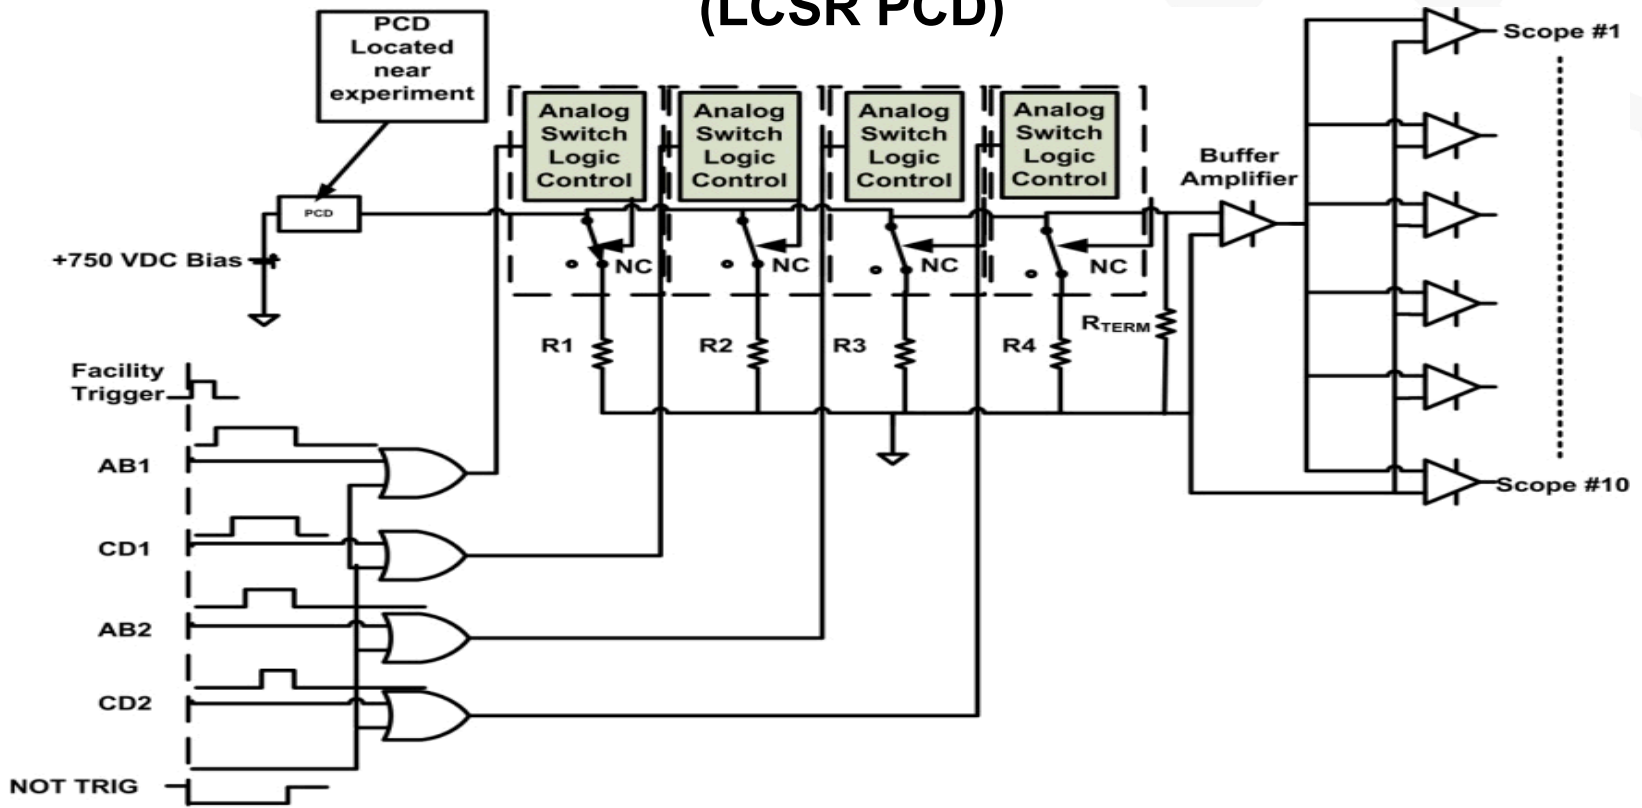 (LCSR PCD)
PCD
Located
near
experiment
Scope #1
Analog
Switch
Logic
Control
Analog
Switch
Logic
Control
Analog
Switch
Logic
Control
Analog
Switch
Logic
Control
Buffer
Amplifier
PCD
+750 VDC Bias
NC
NC
NC
NC
R1
R2
R3
R4
RTERM
Facility
Trigger
AB1
Scope #10
CD1
AB2
CD2
NOT TRIG